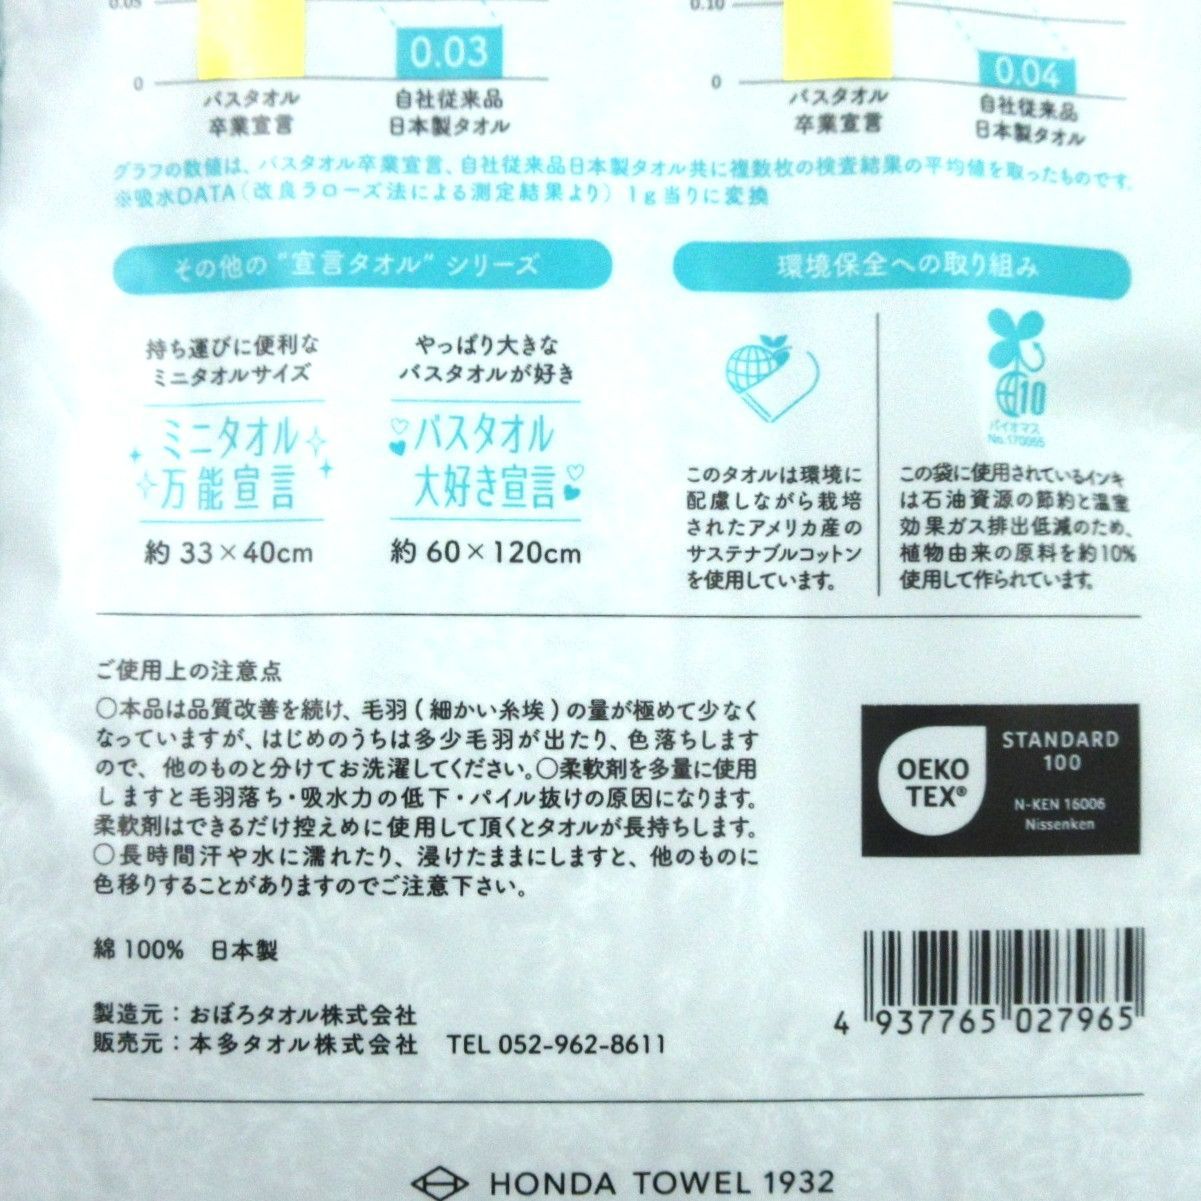 0.05
0
0.03
バスタオル
卒業宣言
自社従来品
日本製タオル
0.10
0
0.04
バスタオル
卒業宣言
自社従来品
日本製タオル
グラフの数値は、バスタオル卒業宣言、自社従来品日本製タオル共に複数枚の検査結果の平均値を取ったものです。
※吸水DATA(改良ラローズ法による測定結果より) 1g当りに変換
その他の“宣言タオル”シリーズ
持ち運びに便利な
ミニタオルサイズ
ミニタオル
万能宣言
約 33×40cm
やっぱり大きな
バスタオルが好き
バスタオル
大好き宣言
約 60×120cm
環境保全への取り組み
このタオルは環境に
配慮しながら栽培
されたアメリカ産の
サステナブルコットン
を使用しています。
10
バイオマス
No.170055
この袋に使用されているインキ
は石油資源の節約と温室
効果ガス排出低減のため、
植物由来の原料を約10%
使用して作られています。
ご使用上の注意点
○本品は品質改善を続け、毛羽(細かい糸埃)の量が極めて少なく
なっていますが、はじめのうちは多少毛羽が出たり、色落ちします
ので、他のものと分けてお洗濯してください。○柔軟剤を多量に使用
しますと毛羽落ち・吸水力の低下・パイル抜けの原因になります。
柔軟剤はできるだけ控えめに使用して頂くとタオルが長持ちします。
○長時間汗や水に濡れたり、浸けたままにしますと、他のものに
色移りすることがありますのでご注意下さい。
OEKO
TEX®
STANDARD
100
N-KEN 16006
Nissenken
綿 100% 日本製
製造元:おぼろタオル株式会社
販売元:本多タオル株式会社 TEL 052-962-8611
4 937765 027965
HONDA TOWEL 1932